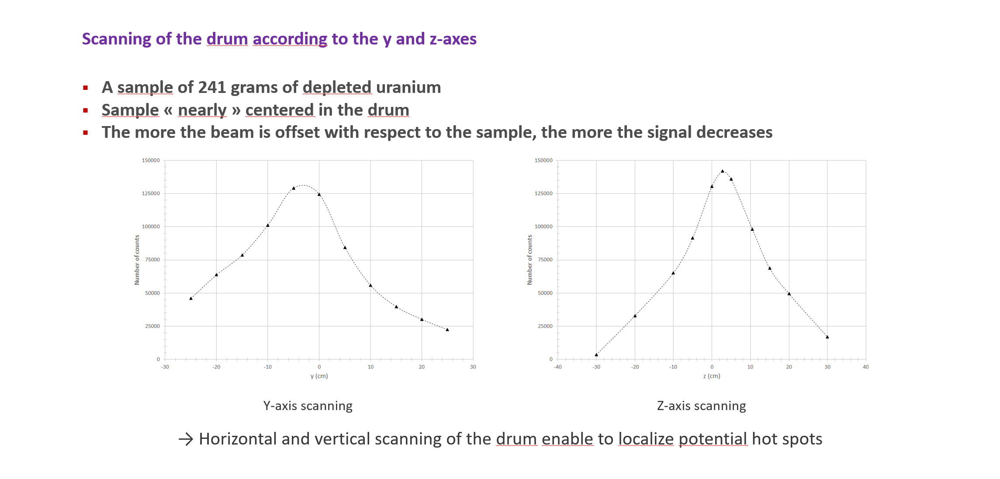 Scanning of the drum according to the y and z-axes
▪ A sample of 241 grams of depleted uranium
▪ Sample « nearly » centered in the drum
▪ The more the beam is offset with respect to the sample, the more the signal decreases
150000
125000
100000
75000
50000
25000
0
Number of counts
-30 -20 -10 0 10 20 30
y (cm)
Y-axis scanning
150000
125000
100000
75000
50000
25000
0
Number of counts
-40 -30 -20 -10 0 10 20 30 40
z (cm)
Z-axis scanning
→ Horizontal and vertical scanning of the drum enable to localize potential hot spots